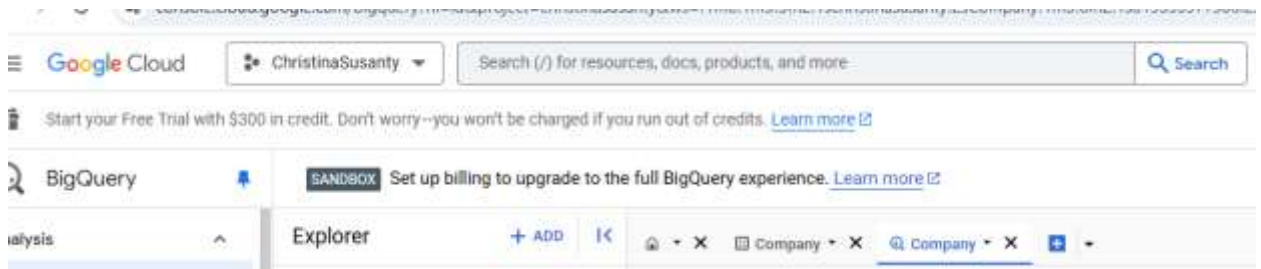 Google Cloud ChristinaSusanty Search (/) for resources, docs, products, and more Search
Start your Free Trial with $300 in credit. Don't worry--you won't be charged if you run out of credits. Learn more
BigQuery SANDBOX Set up billing to upgrade to the full BigQuery experience. Learn more
alysis Explorer + ADD Company Company